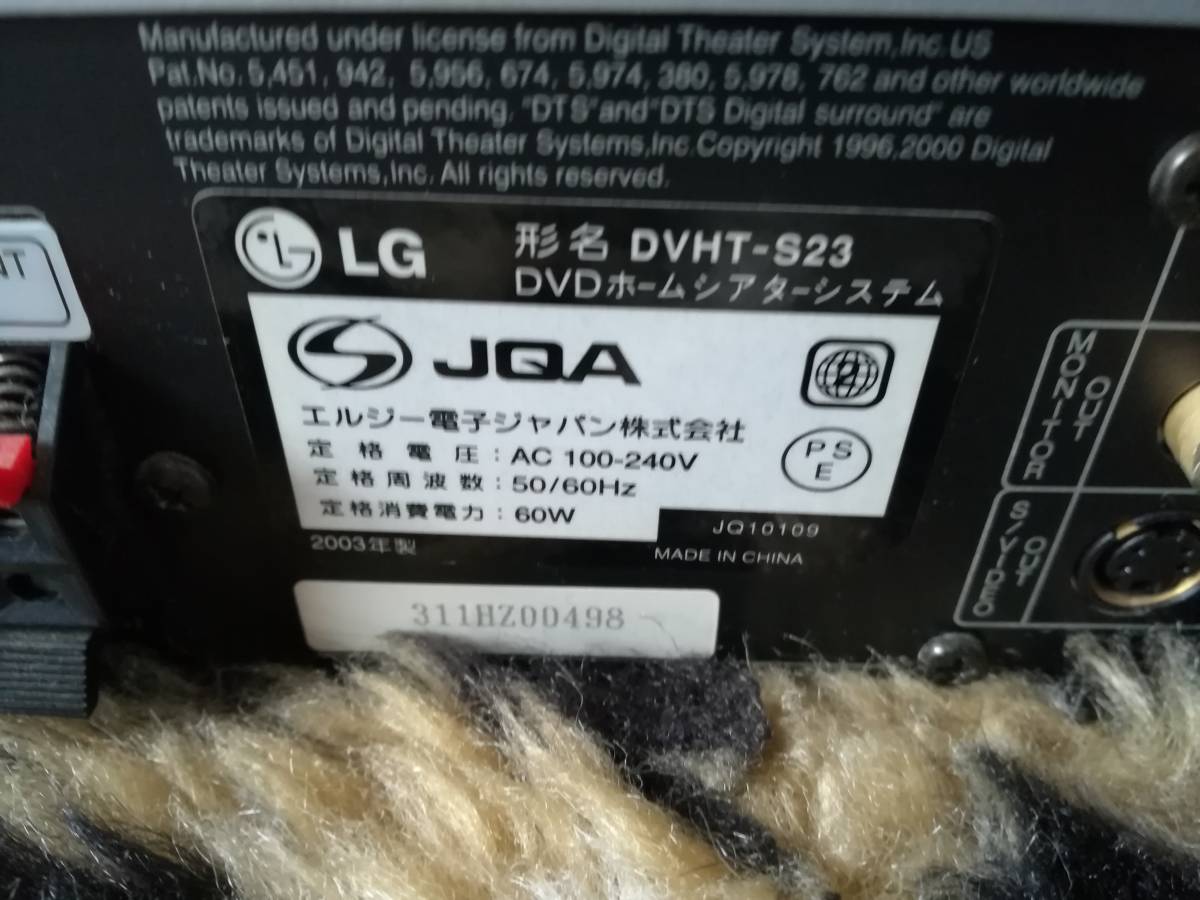 Manufactured under license from Digital Theater System,Inc.US
Pat.No. 5,451, 942, 5,956, 674, 5,974, 380, 5,978, 762 and other worldwide
patents issued and pending. "DTS"and"DTS Digital surround" are
trademarks of Digital Theater Systems,Inc.Copyright 1996.2000 Digital
Theater Systems,Inc. All rights reserved.
NT
LG 形名 DVHT-S23
DVDホームシアターシステム
JQA
2
エルジー電子ジャパン株式会社
定格電圧:AC 100-240V
定格周波数:50/60Hz
定格消費電力:60W
PSE
JQ10109
2003年製
MADE IN CHINA
311HZ00498
MONITOR
OUT
S/VIDEO
OUT